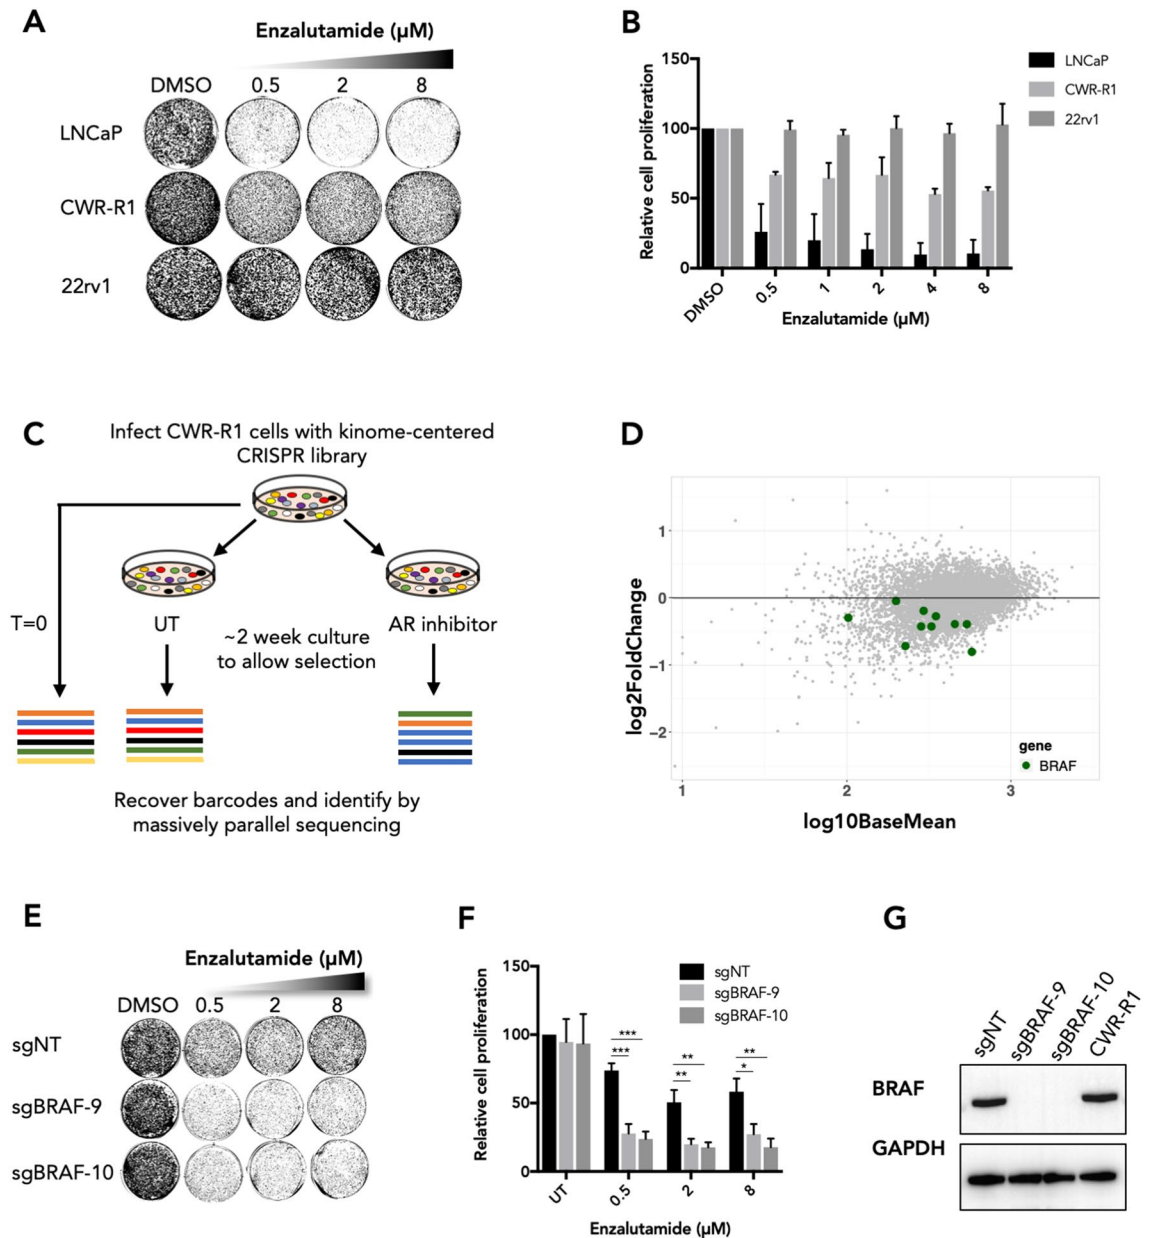 A
Enzalutamide (µM)
DMSO 0.5 2 8
LNCaP
CWR-R1
22rv1
B
Relative cell proliferation
150
100
50
0
DMSO 0.5 1 2 4 8
Enzalutamide (µM)
LNCaP
CWR-R1
22rv1
C
Infect CWR-R1 cells with kinome-centered
CRISPR library
T=0
UT
~2 week culture
to allow selection
AR inhibitor
Recover barcodes and identify by
massively parallel sequencing
D
log2FoldChange
1
0
−1
−2
1 2 3
log10BaseMean
gene
BRAF
E
Enzalutamide (µM)
DMSO 0.5 2 8
sgNT
sgBRAF-9
sgBRAF-10
F
Relative cell proliferation
150
100
50
0
sgNT
sgBRAF-9
sgBRAF-10
***
***
**
**
**
*
UT 0.5 2 8
Enzalutamide (µM)
G
sgNT sgBRAF-9 sgBRAF-10 CWR-R1
BRAF
GAPDH